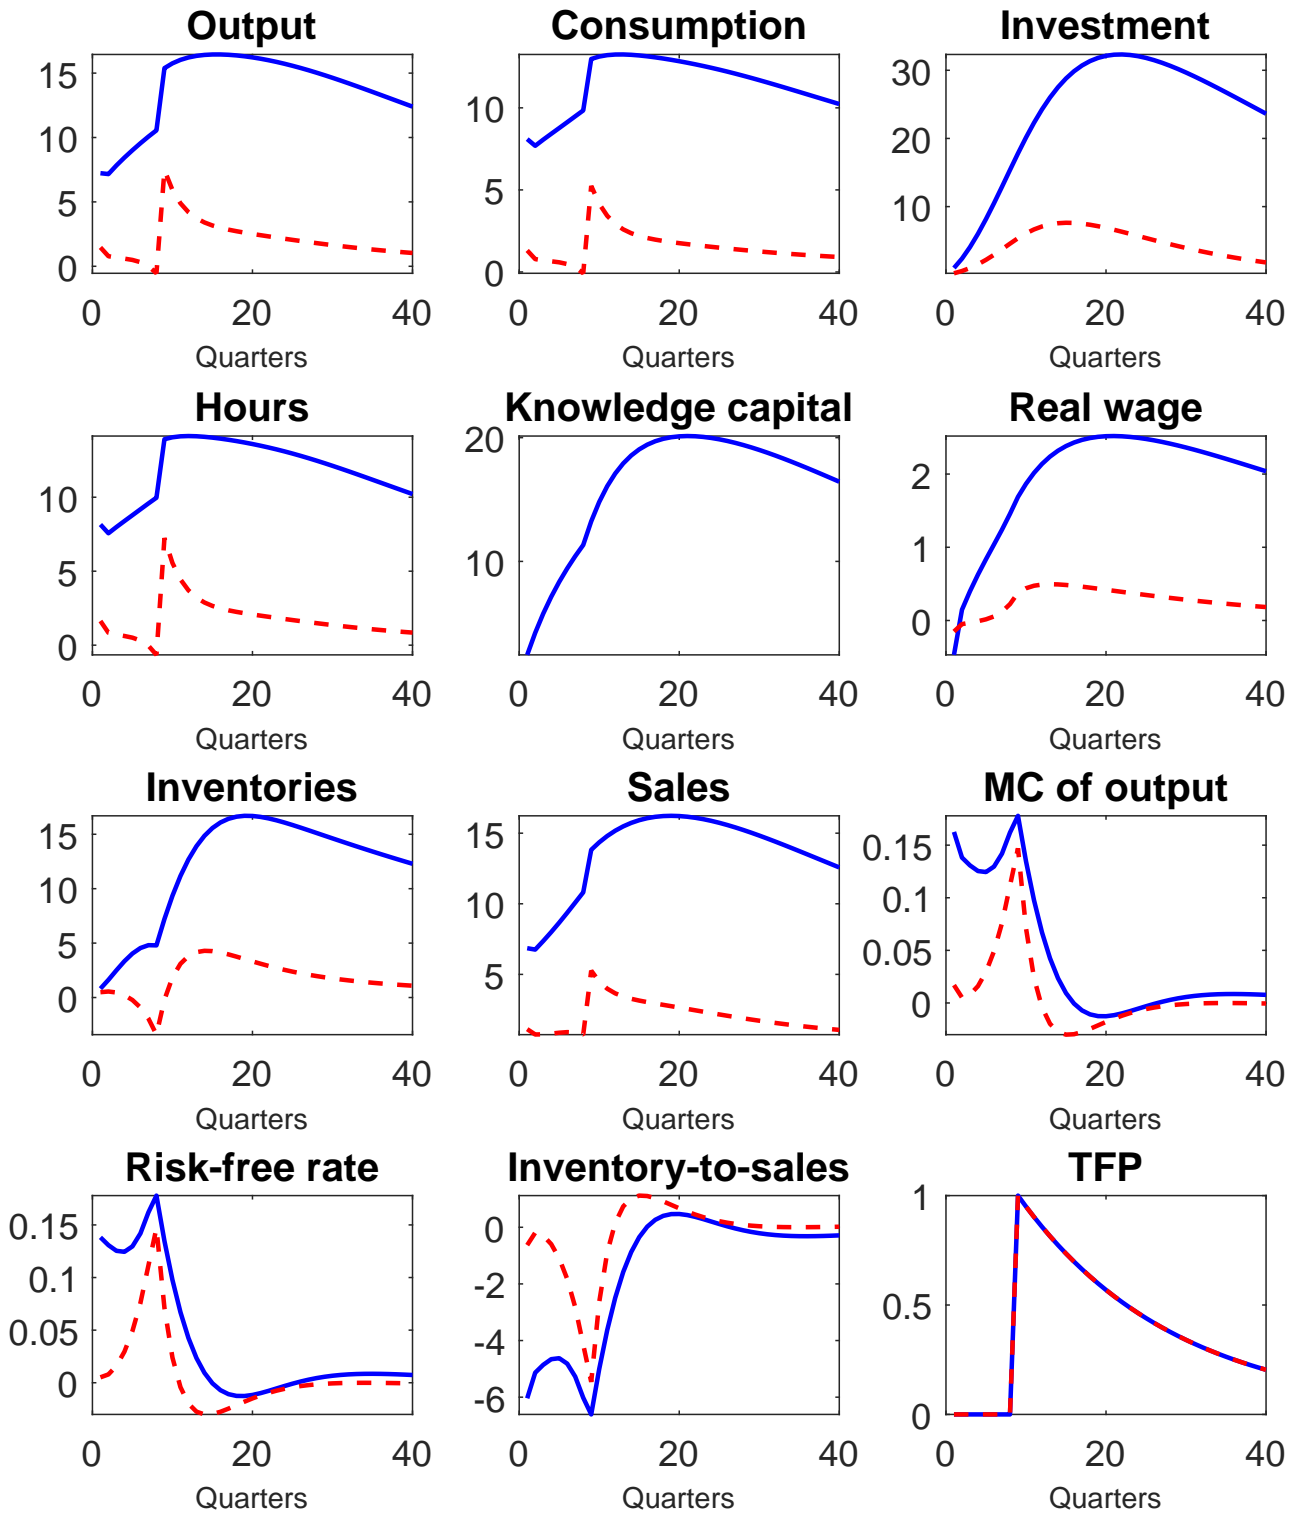 Output Consumption Investment
15 10 5 0
10 5 0
30 20 10
0 20 40 0 20 40 0 20 40
Quarters Quarters Quarters
Hours Knowledge capital Real wage
10 5 0
20 10
2 1 0
0 20 40 0 20 40 0 20 40
Quarters Quarters Quarters
Inventories Sales MC of output
15 10 5 0
15 10 5
0.15 0.1 0.05 0
0 20 40 0 20 40 0 20 40
Quarters Quarters Quarters
Risk-free rate Inventory-to-sales TFP
0.15 0.1 0.05 0
0 -2 -4 -6
1 0.5 0
0 20 40 0 20 40 0 20 40
Quarters Quarters Quarters